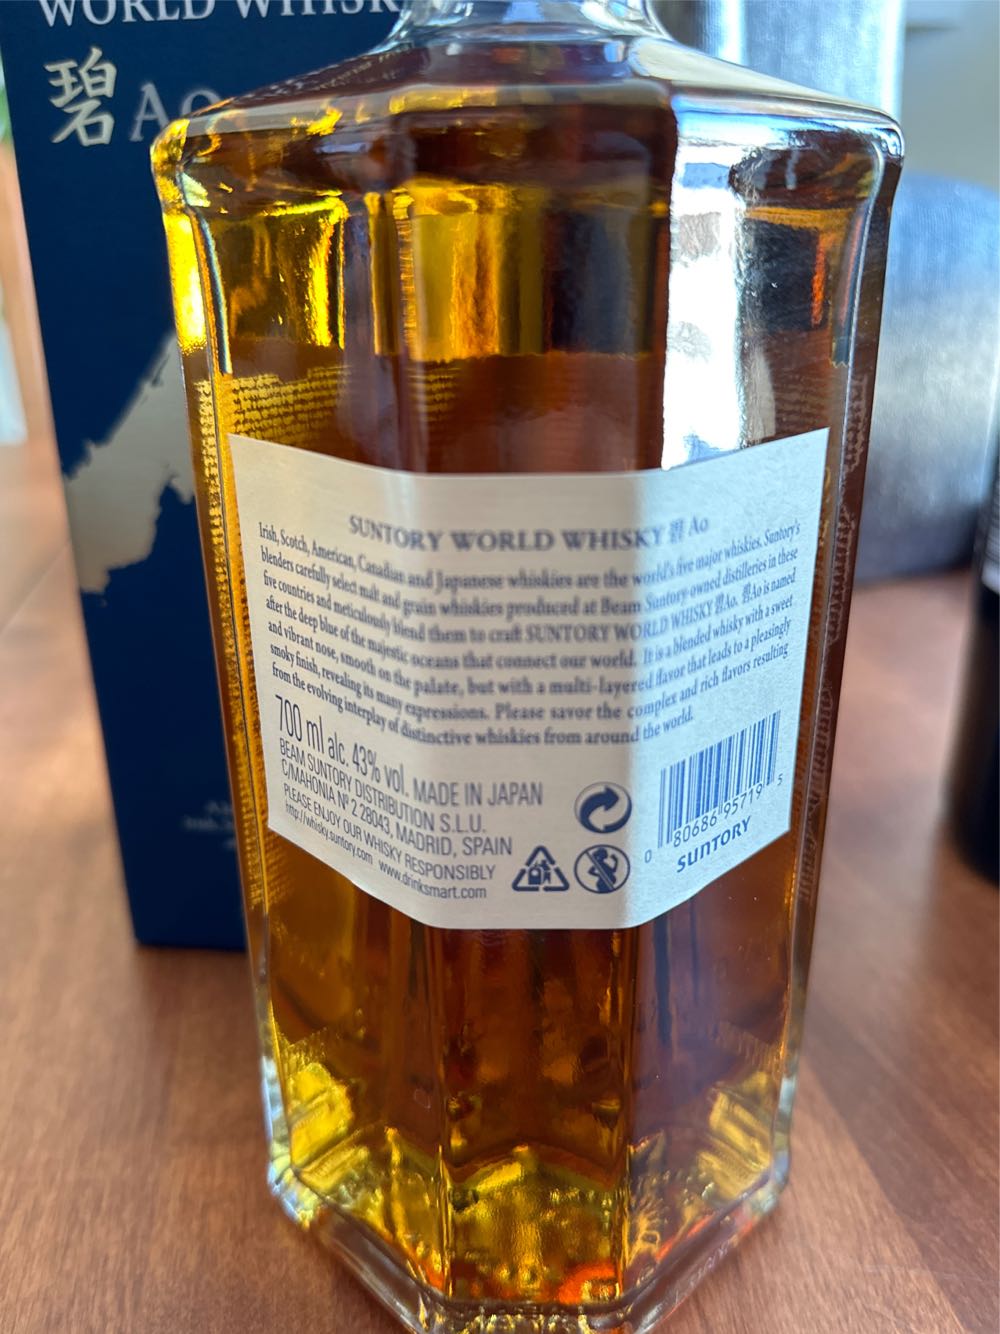 WORLD WHISK
碧 AO
SUNTORY WORLD WHISKY 碧 Ao
Irish, Scotch, American, Canadian and Japanese whiskies are the world's five major whiskies. Suntory's
blenders carefully select malt and grain whiskies produced at Beam Suntory-owned distilleries in these
five countries and meticulously blend them to craft SUNTORY WORLD WHISKY 碧Ao. 碧Ao is named
after the deep blue of the majestic oceans that connect our world. It is a blended whisky with a sweet
and vibrant nose, smooth on the palate, but with a multi-layered flavor that leads to a pleasingly
smoky finish, revealing its many expressions. Please savor the complex and rich flavors resulting
from the evolving interplay of distinctive whiskies from around the world.
700 ml alc. 43% vol. MADE IN JAPAN
BEAM SUNTORY DISTRIBUTION S.L.U.
C/MAHONIA Nº 2 28043, MADRID, SPAIN
PLEASE ENJOY OUR WHISKY RESPONSIBLY
http://whisky.suntory.com www.drinksmart.com
0 80686 95719 5
SUNTORY